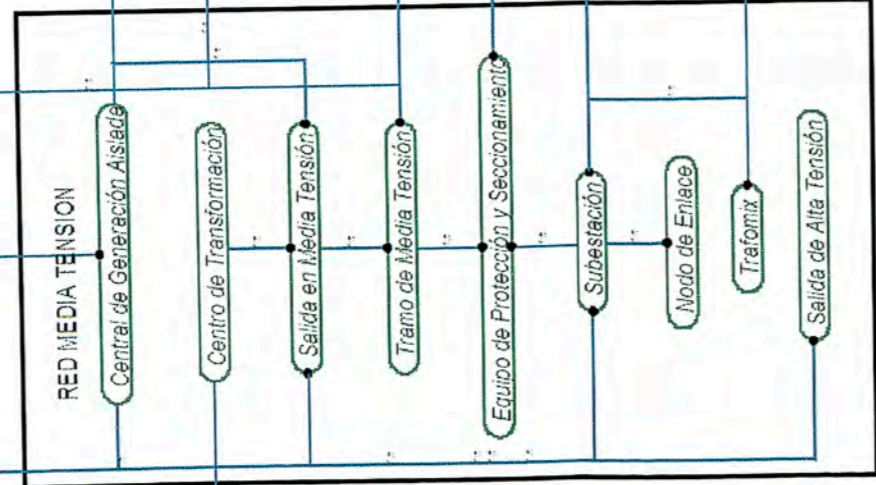 RED MEDIA TENSION
Central de Generación Aislada
Centro de Transformación
Salida en Media Tensión
Tramo de Media Tensión
Equipo de Protección y Seccionamiento
Subestación
Nodo de Enlace
Trafomix
Salida de Alta Tensión